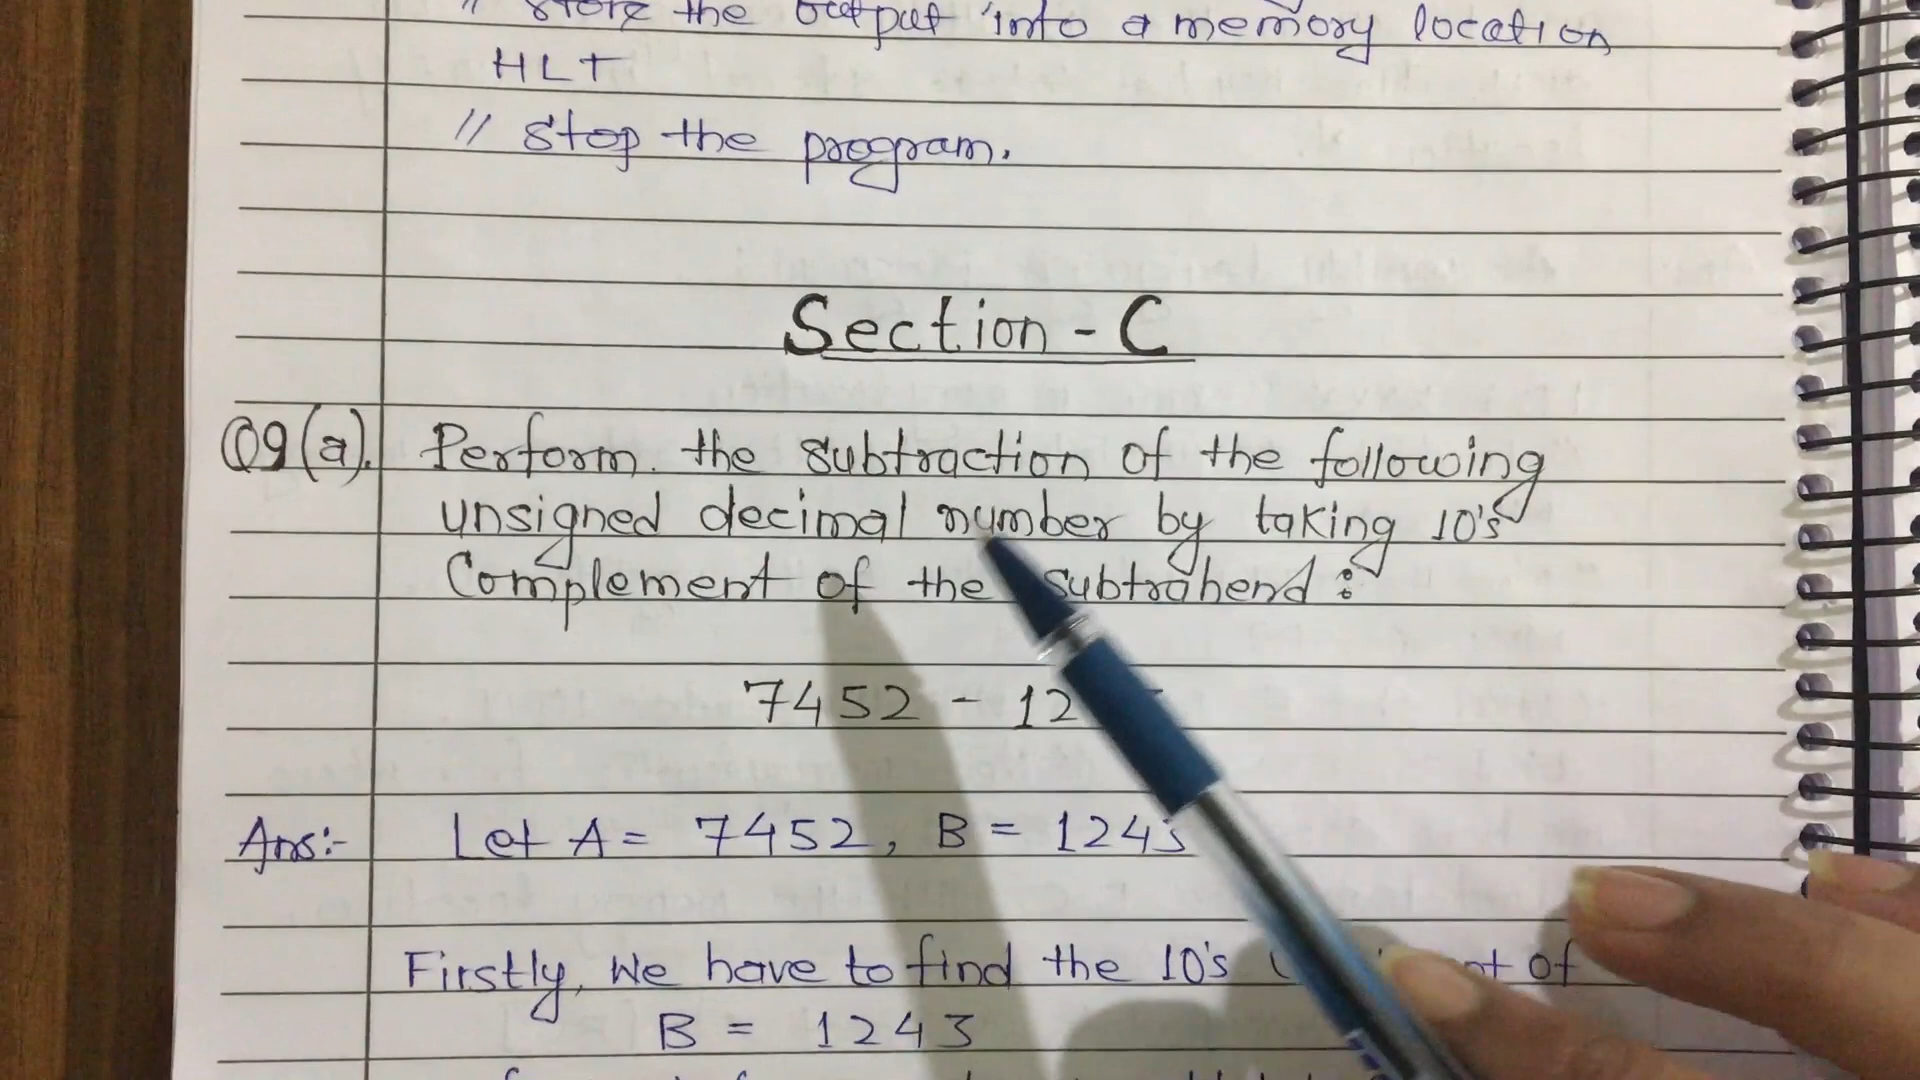 // store the output into a memory location
HLT
// Stop the program.
Section - C
Q9(a). Perform the subtraction of the following
unsigned decimal number by taking 10's
Complement of the subtrahend :
7452 - 12
Ans:- Let A = 7452, B = 1243
Firstly, We have to find the 10's of
B = 1243